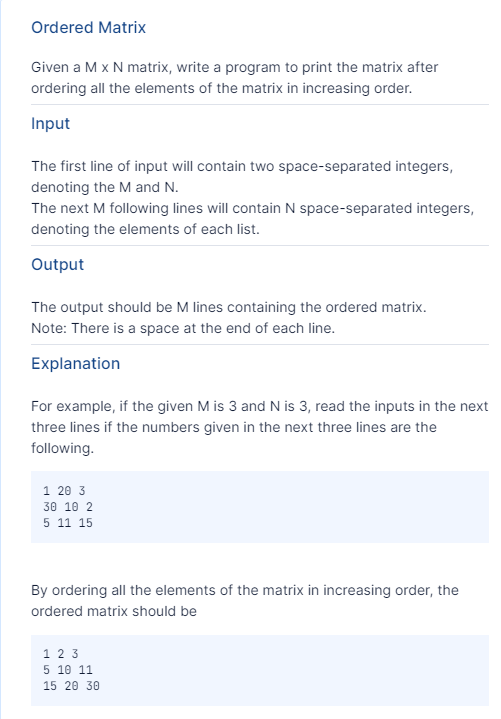 Ordered Matrix
Given a M x N matrix, write a program to print the matrix after
ordering all the elements of the matrix in increasing order.
Input
The first line of input will contain two space-separated integers,
denoting the M and N.
The next M following lines will contain N space-separated integers,
denoting the elements of each list.
Output
The output should be M lines containing the ordered matrix.
Note: There is a space at the end of each line.
Explanation
For example, if the given M is 3 and N is 3, read the inputs in the next
three lines if the numbers given in the next three lines are the
following.
1 20 3
30 10 2
5 11 15
By ordering all the elements of the matrix in increasing order, the
ordered matrix should be
1 2 3
5 10 11
15 20 30